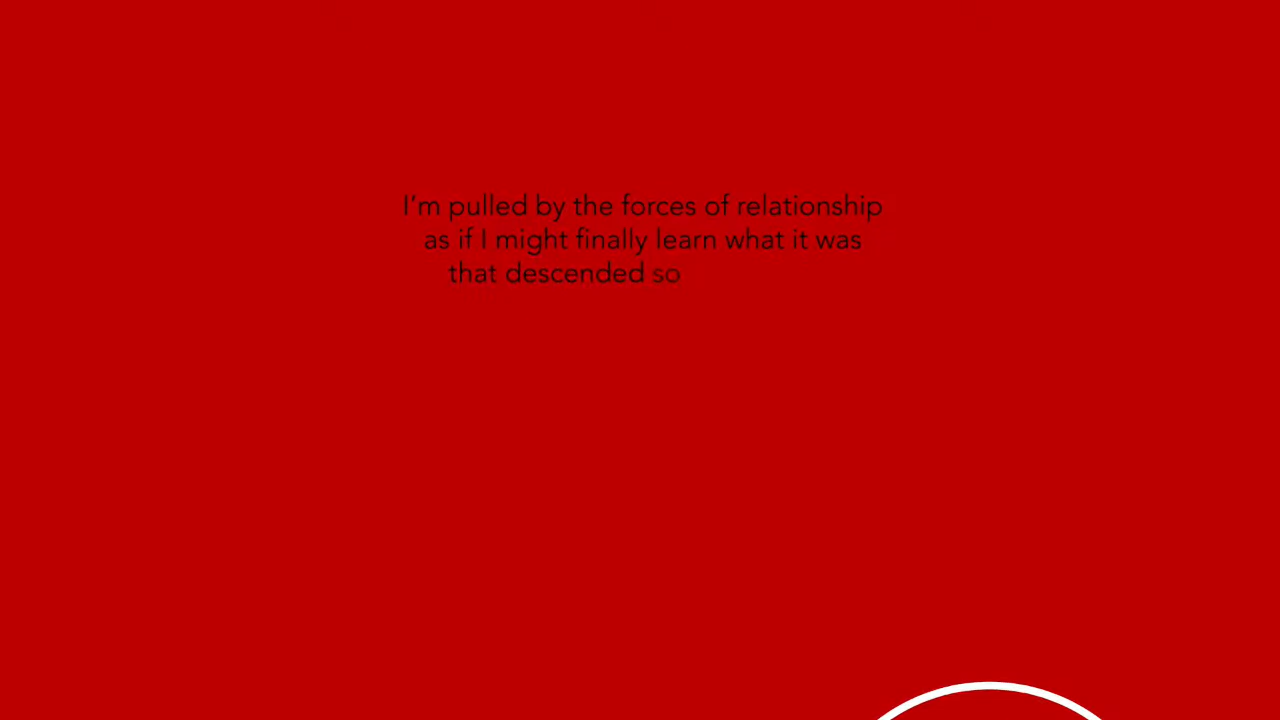 I'm pulled by the forces of relationship
as if I might finally learn what it was
that descended so